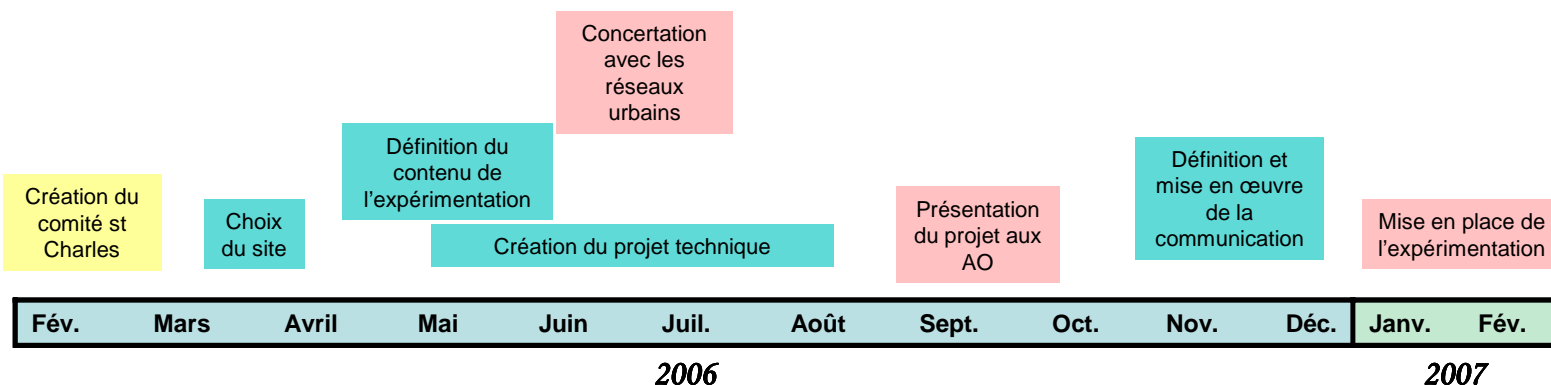 Concertation
avec les
réseaux
urbains
Définition du
contenu de
l'expérimentation
Définition et
mise en œuvre
de la
communication
Création du
comité st
Charles
Choix
du site
Création du projet technique
Présentation
du projet aux
AO
Mise en place de
l'expérimentation
Fév. Mars Avril Mai Juin Juil. Août Sept. Oct. Nov. Déc. Janv. Fév.
2006 2007